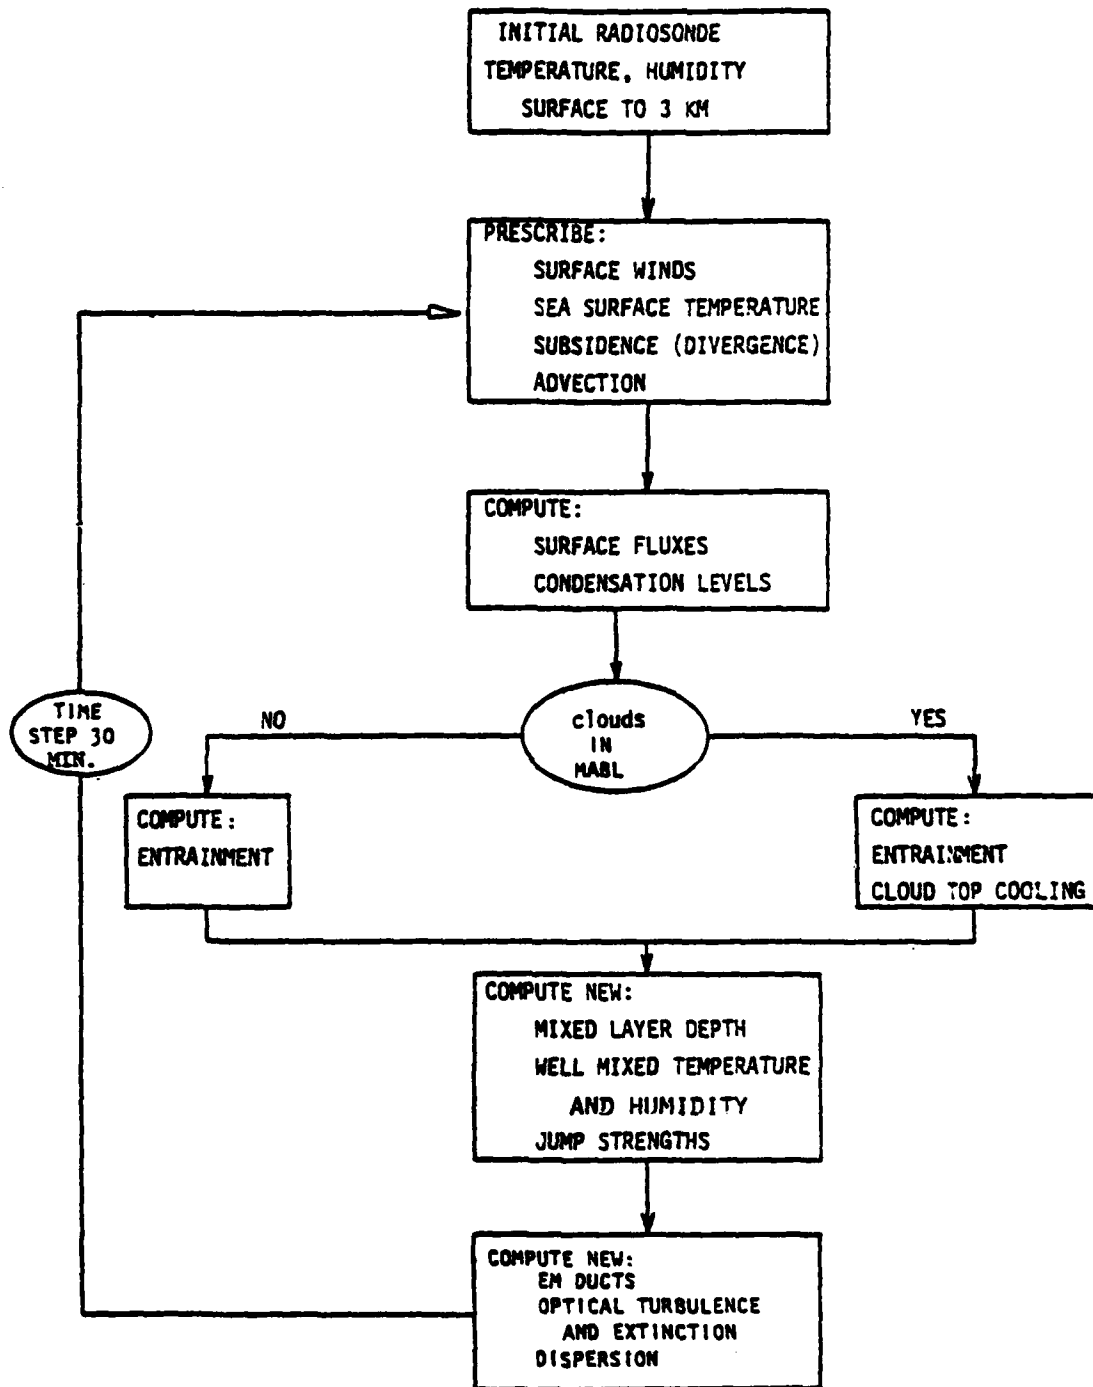 INITIAL RADIOSONDE
TEMPERATURE, HUMIDITY
SURFACE TO 3 KM
PRESCRIBE:
SURFACE WINDS
SEA SURFACE TEMPERATURE
SUBSIDENCE (DIVERGENCE)
ADVECTION
COMPUTE:
SURFACE FLUXES
CONDENSATION LEVELS
TIME
STEP 30
MIN.
NO
clouds
IN
MABL
YES
COMPUTE:
ENTRAINMENT
COMPUTE:
ENTRAINMENT
CLOUD TOP COOLING
COMPUTE NEW:
MIXED LAYER DEPTH
WELL MIXED TEMPERATURE
AND HUMIDITY
JUMP STRENGTHS
COMPUTE NEW:
EM DUCTS
OPTICAL TURBULENCE
AND EXTINCTION
DISPERSION